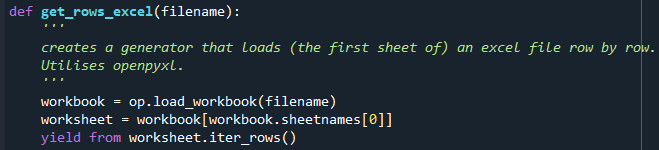 def get_rows_excel(filename):
    '''
    creates a generator that loads (the first sheet of) an excel file row by row.
    Utilises openpyxl.
    '''
    workbook = op.load_workbook(filename)
    worksheet = workbook[workbook.sheetnames[0]]
    yield from worksheet.iter_rows()